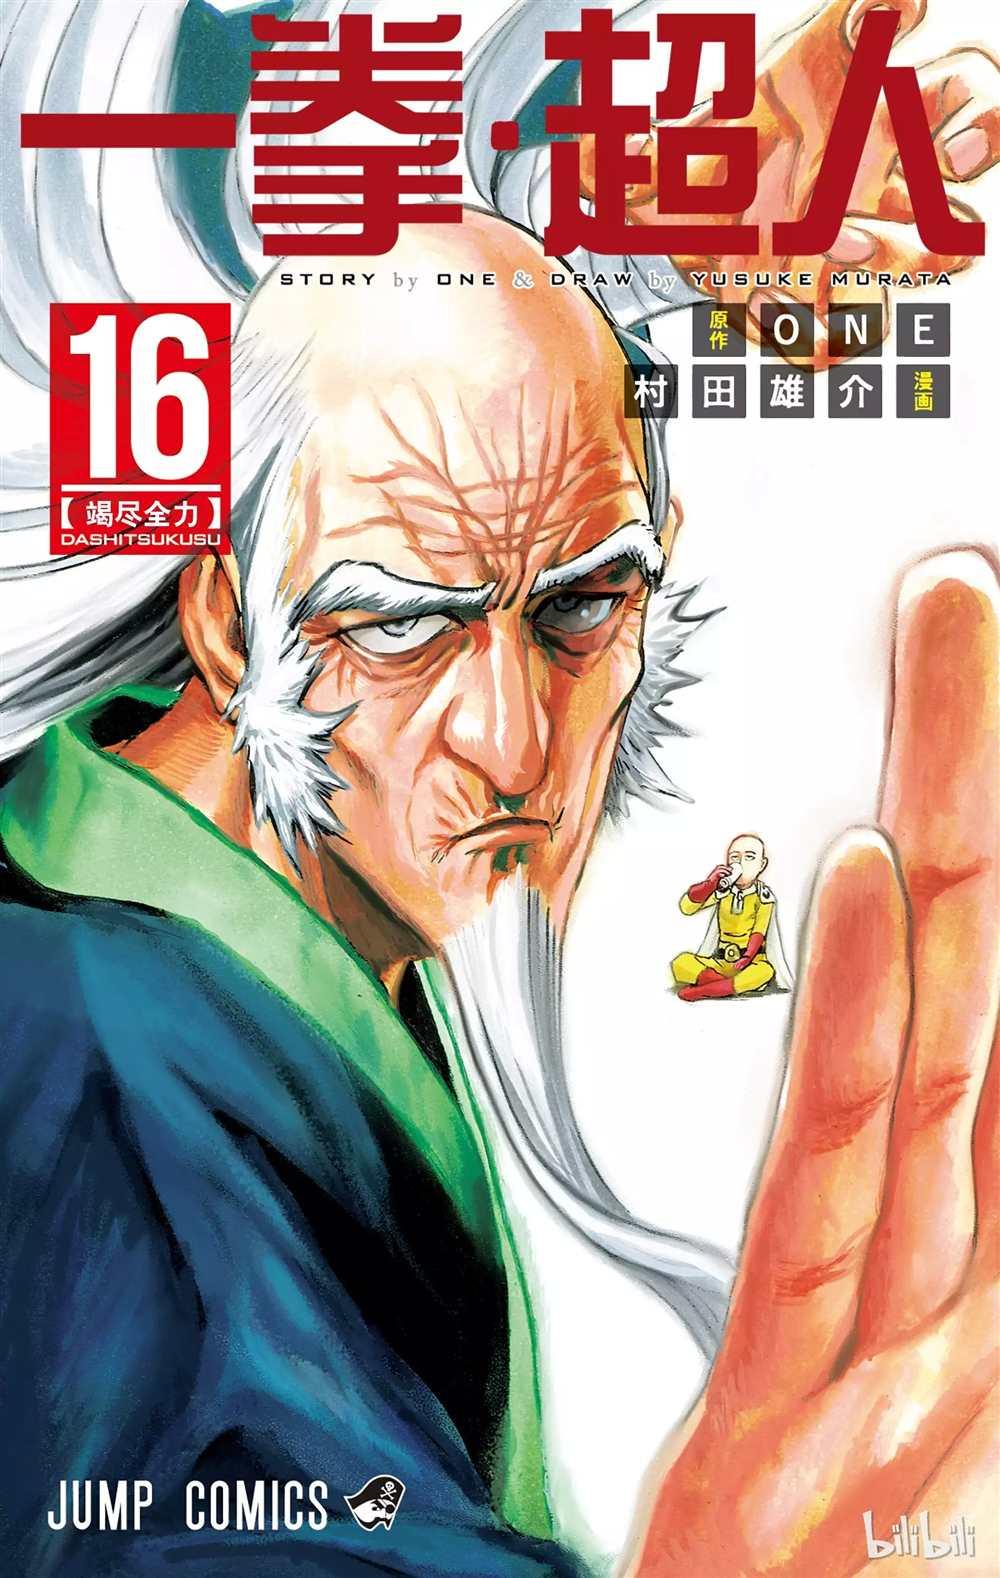 一拳·超人
STORY by ONE & DRAW by YUSUKE MURATA
原作 ONE
村田雄介 漫画
16
【竭尽全力】
DASHITSUKUSU
JUMP COMICS
bilibili